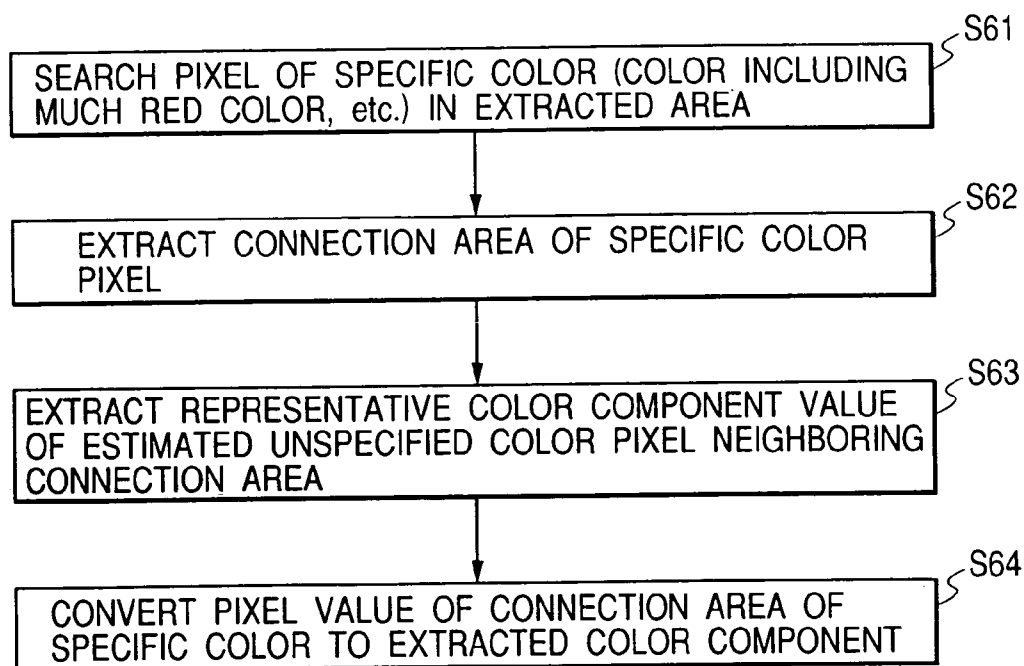 S61
SEARCH PIXEL OF SPECIFIC COLOR (COLOR INCLUDING
MUCH RED COLOR, etc.) IN EXTRACTED AREA
S62
EXTRACT CONNECTION AREA OF SPECIFIC COLOR
PIXEL
S63
EXTRACT REPRESENTATIVE COLOR COMPONENT VALUE
OF ESTIMATED UNSPECIFIED COLOR PIXEL NEIGHBORING
CONNECTION AREA
S64
CONVERT PIXEL VALUE OF CONNECTION AREA OF
SPECIFIC COLOR TO EXTRACTED COLOR COMPONENT